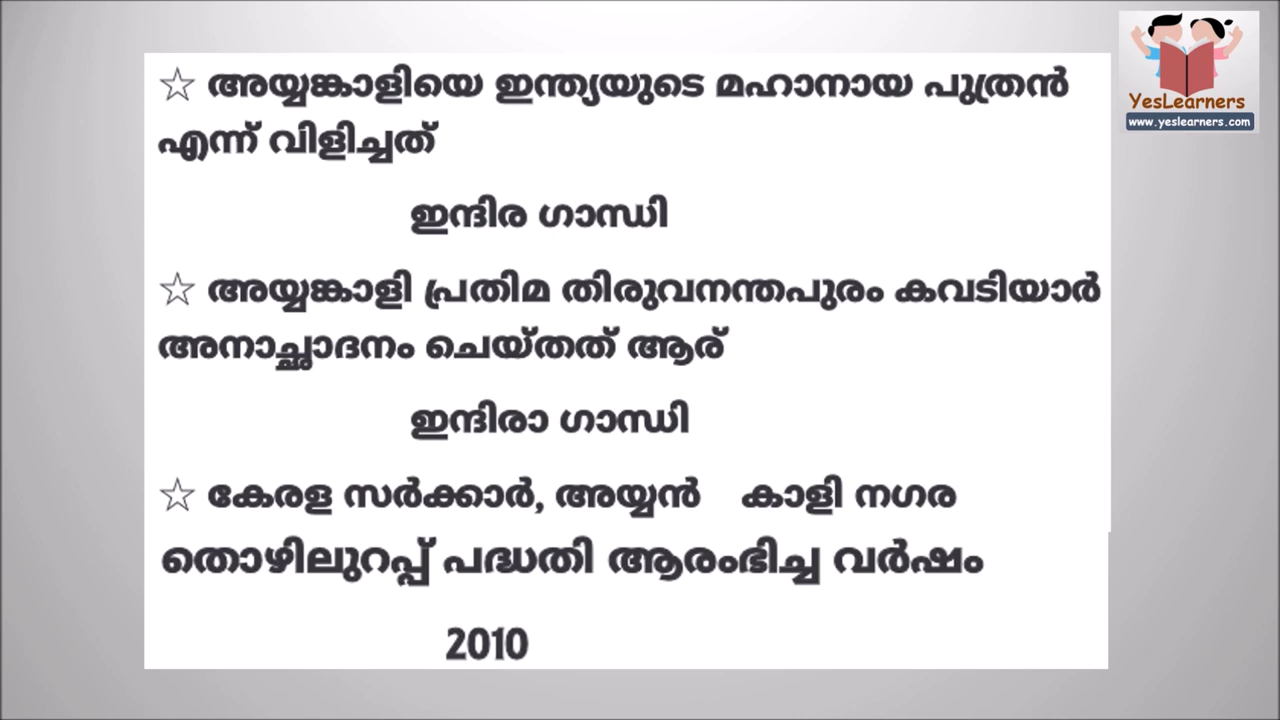 YesLearners
www.yeslearners.com
☆ അയ്യങ്കാളിയെ ഇന്ത്യയുടെ മഹാനായ പുത്രൻ
എന്ന് വിളിച്ചത്
ഇന്ദിര ഗാന്ധി
☆ അയ്യങ്കാളി പ്രതിമ തിരുവനന്തപുരം കവടിയാർ
അനാച്ഛാദനം ചെയ്തത് ആര്
ഇന്ദിരാ ഗാന്ധി
☆ കേരള സർക്കാർ, അയ്യൻ കാളി നഗര
തൊഴിലുറപ്പ് പദ്ധതി ആരംഭിച്ച വർഷം
2010